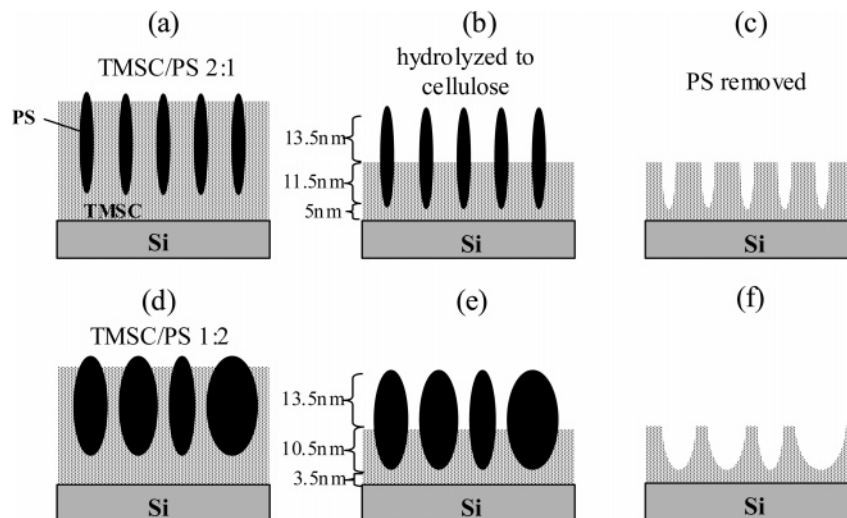 (a)
TMSC/PS 2:1
PS
TMSC
Si
(b)
hydrolyzed to
cellulose
13.5nm
11.5nm
5nm
Si
(c)
PS removed
Si
(d)
TMSC/PS 1:2
Si
(e)
13.5nm
10.5nm
3.5nm
Si
(f)
Si